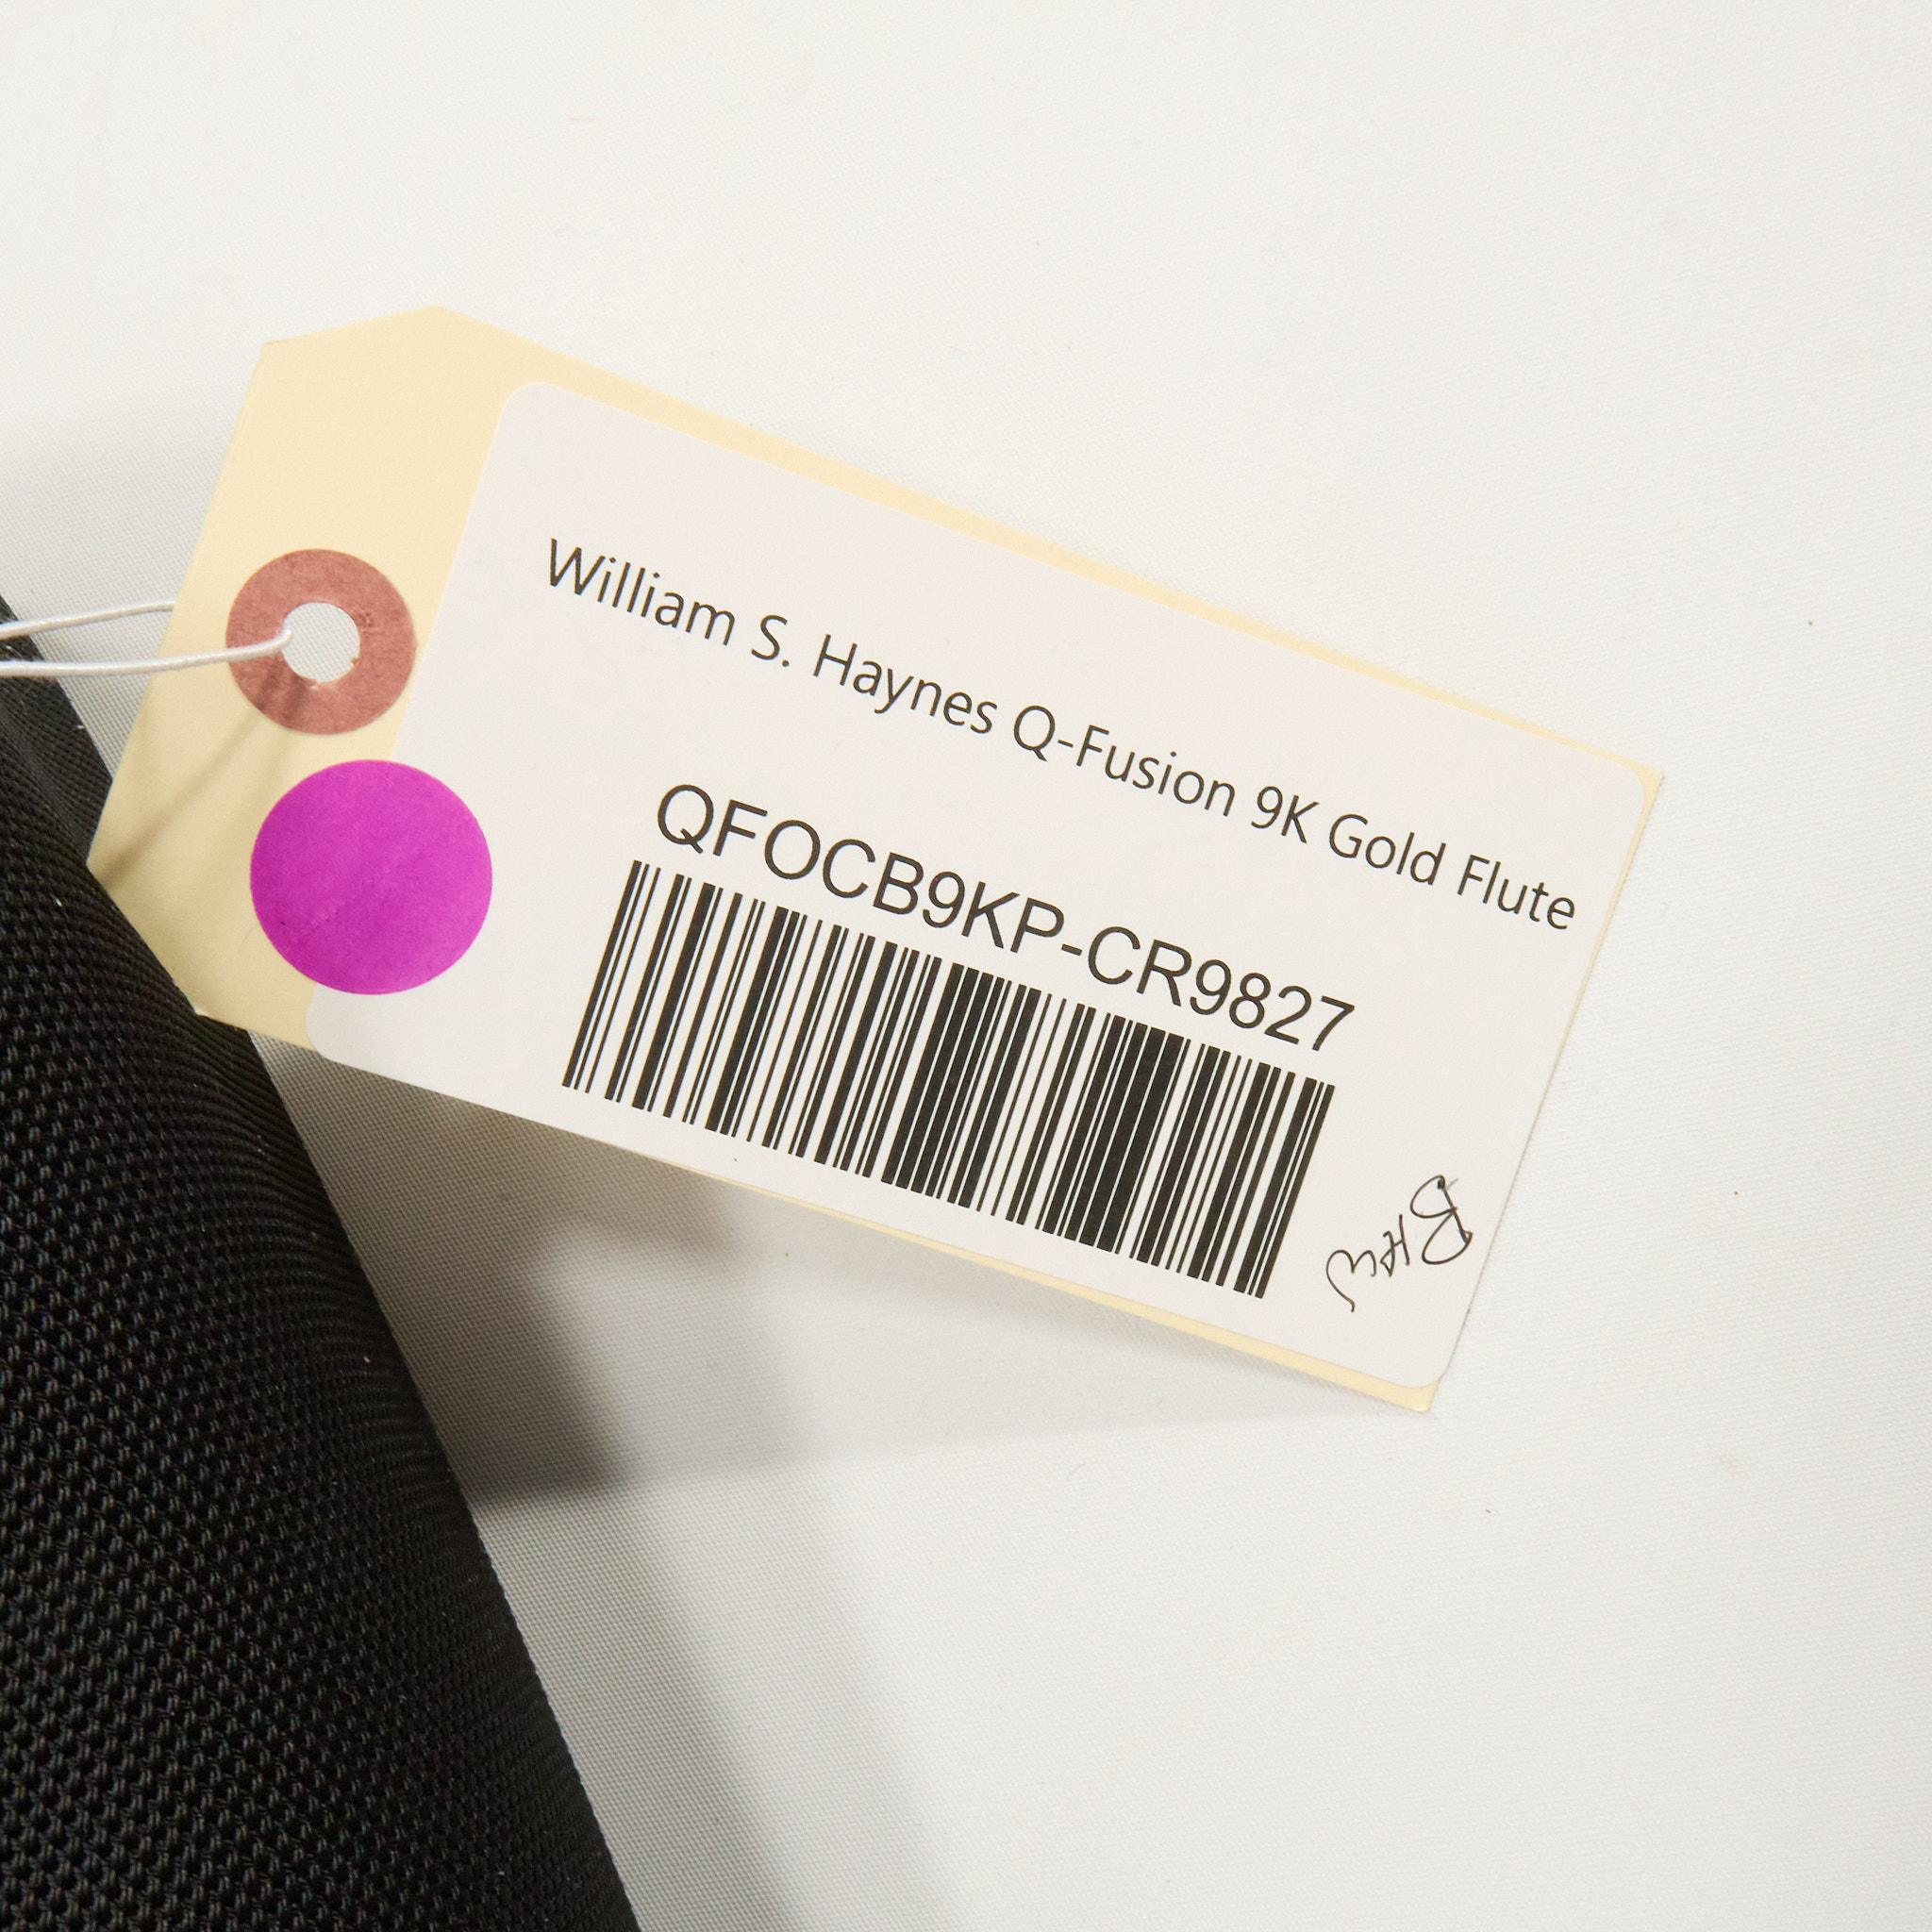 William S. Haynes Q-Fusion 9K Gold Flute
QFOCB9KP-CR9827